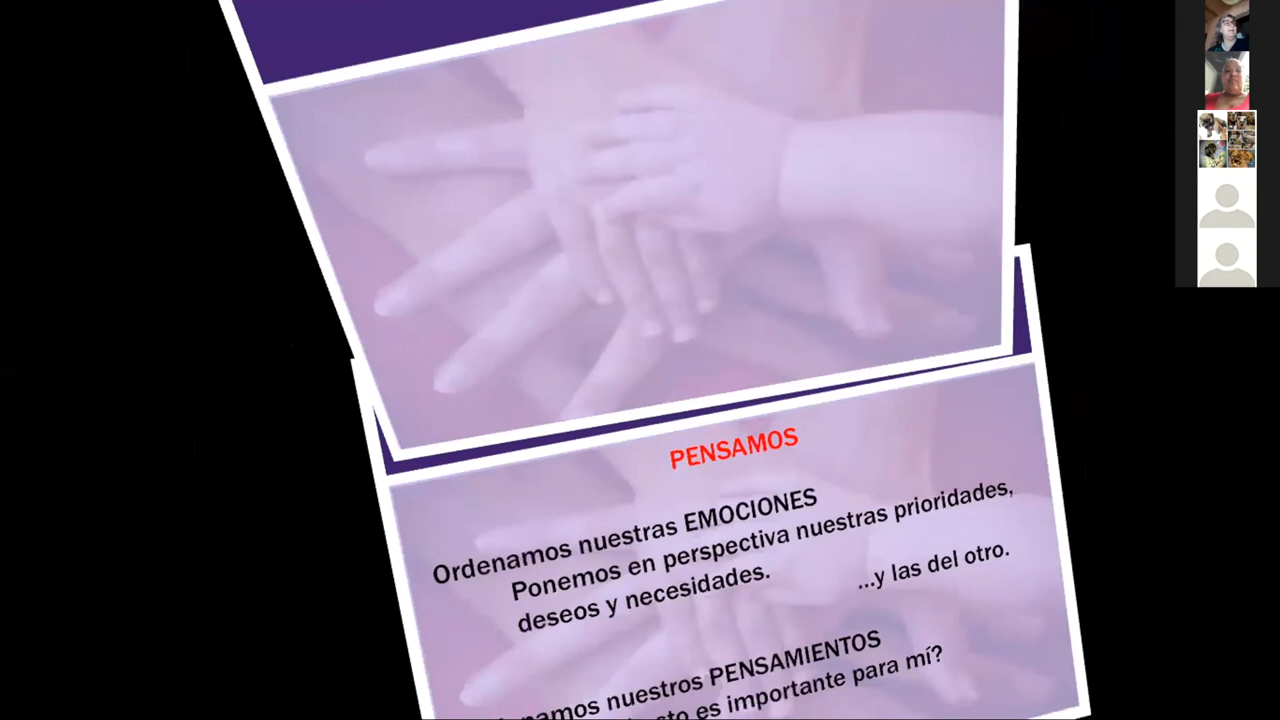 PENSAMOS
Ordenamos nuestras EMOCIONES
Ponemos en perspectiva nuestras prioridades,
deseos y necesidades. ...y las del otro.
nuestros PENSAMIENTOS
es importante para mí?